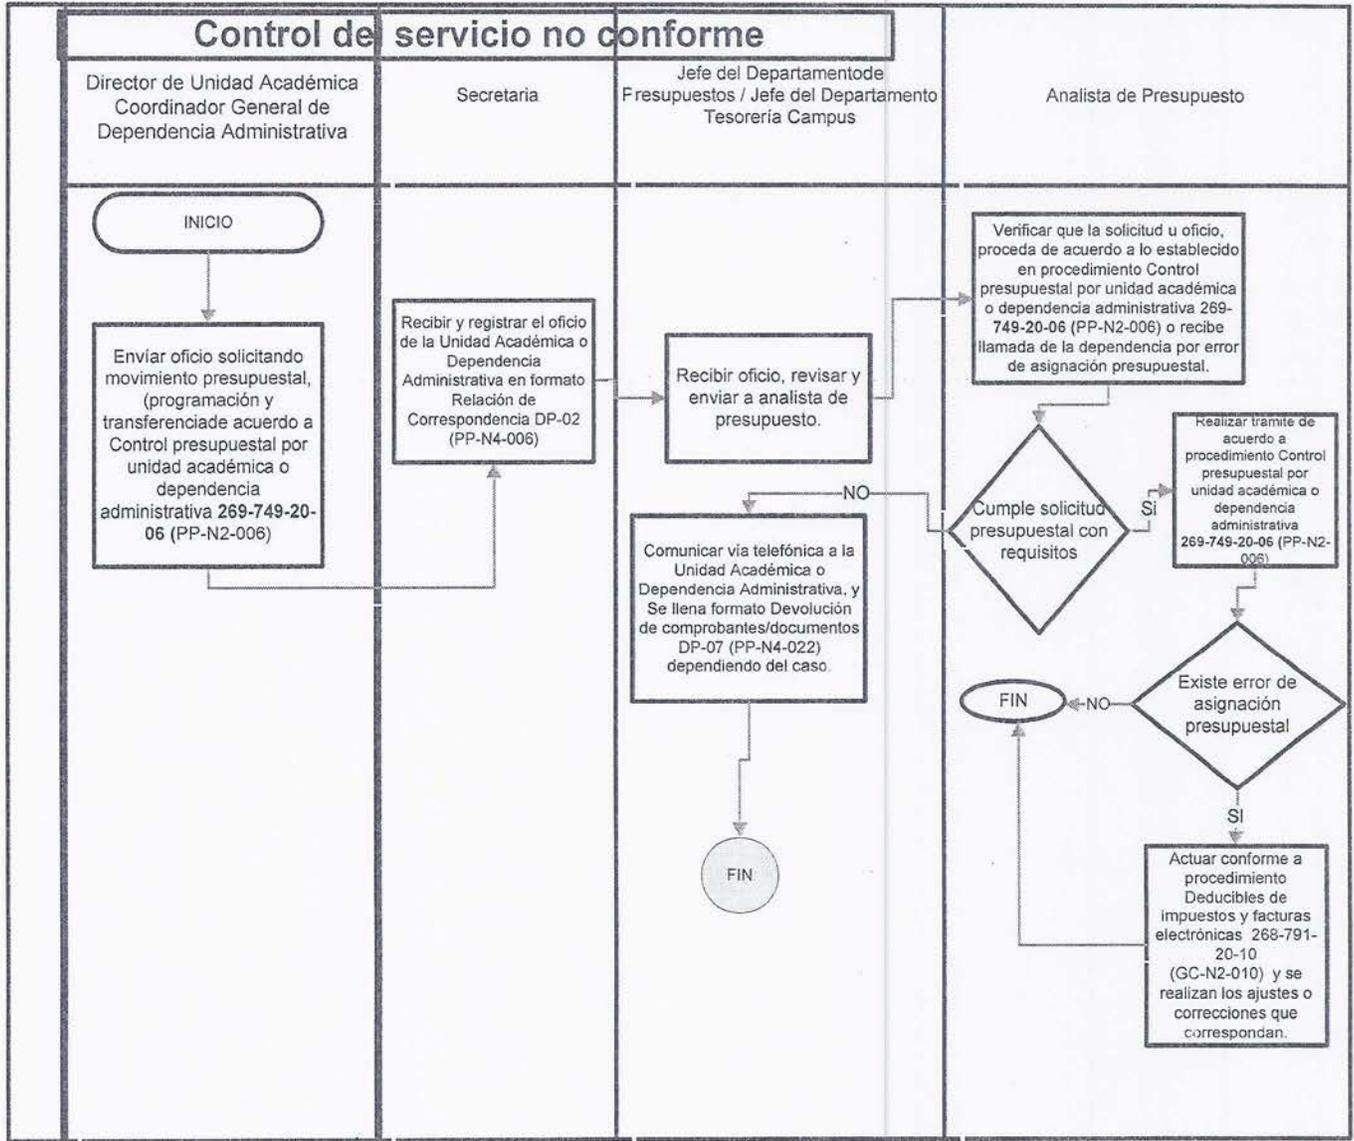 Control del servicio no conforme
Director de Unidad Académica
Coordinador General de
Dependencia Administrativa
Secretaria
Jefe del Departamentode
Presupuestos / Jefe del Departamento
Tesorería Campus
Analista de Presupuesto
INICIO
Envíar oficio solicitando
movimiento presupuestal,
(programación y
transferenciade acuerdo a
Control presupuestal por
unidad académica o
dependencia
administrativa 269-749-20-
06 (PP-N2-006)
Recibir y registrar el oficio
de la Unidad Académica o
Dependencia
Administrativa en formato
Relación de
Correspondencia DP-02
(PP-N4-006)
Recibir oficio, revisar y
enviar a analista de
presupuesto.
Verificar que la solicitud u oficio,
proceda de acuerdo a lo establecido
en procedimiento Control
presupuestal por unidad académica
o dependencia administrativa 269-
749-20-06 (PP-N2-006) o recibe
llamada de la dependencia por error
de asignación presupuestal.
Cumple solicitud
presupuestal con
requisitos
NO
Si
Realizar tramite de
acuerdo a
procedimiento Control
presupuestal por
unidad académica o
dependencia
administrativa
269-749-20-06 (PP-N2-
006)
Comunicar vía telefónica a la
Unidad Académica o
Dependencia Administrativa, y
Se llena formato Devolución
de comprobantes/documentos
DP-07 (PP-N4-022)
dependiendo del caso.
FIN
Existe error de
asignación
presupuestal
NO
FIN
SI
Actuar conforme a
procedimiento
Deducibles de
impuestos y facturas
electrónicas 268-791-
20-10
(GC-N2-010) y se
realizan los ajustes o
correcciones que
correspondan.